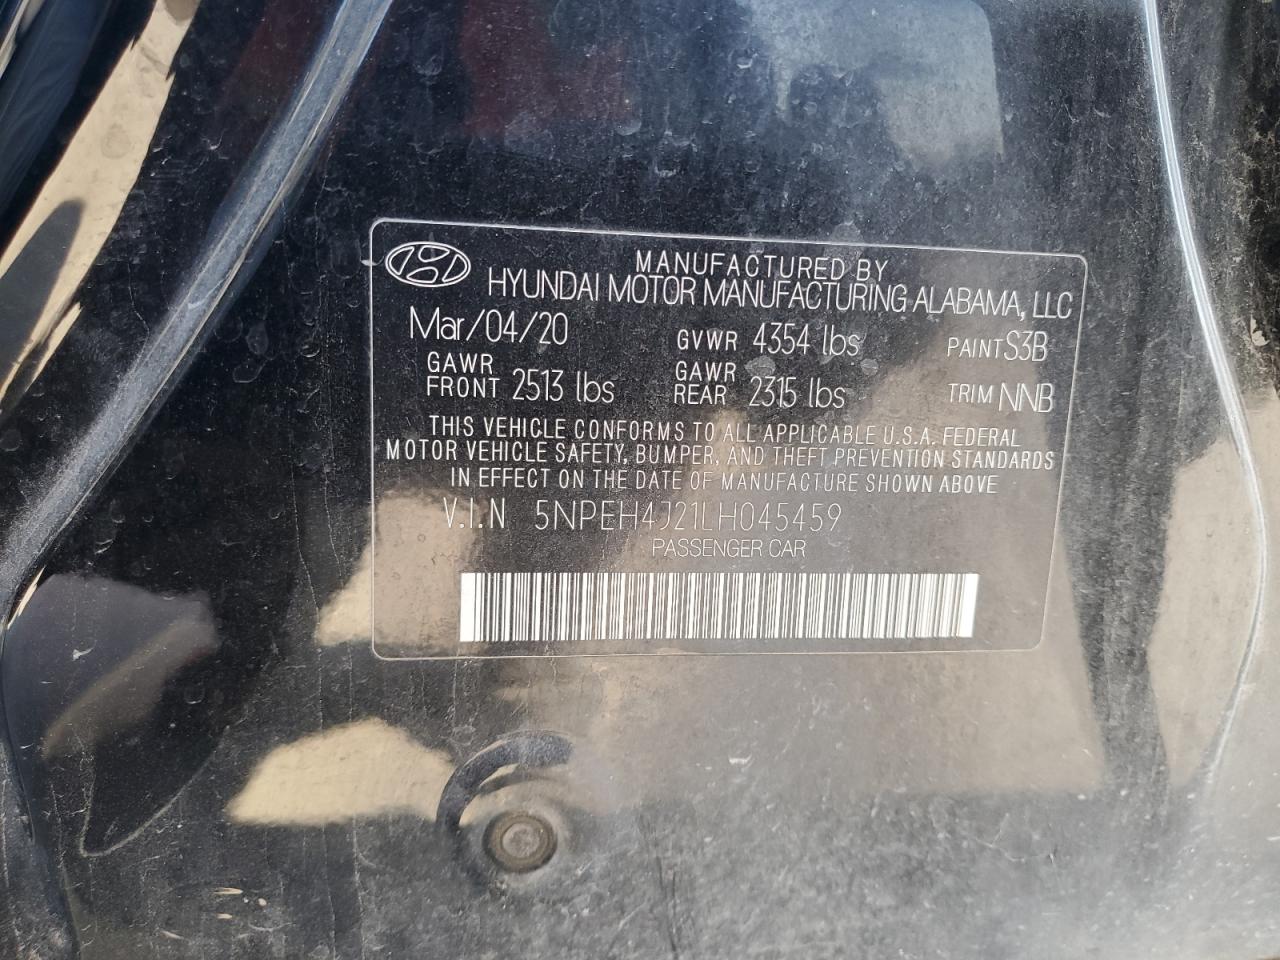 MANUFACTURED BY
HYUNDAI MOTOR MANUFACTURING ALABAMA, LLC
Mar/04/20 GVWR 4354 lbs PAINT S3B
GAWR FRONT 2513 lbs GAWR REAR 2315 lbs TRIM NNB
THIS VEHICLE CONFORMS TO ALL APPLICABLE U.S.A. FEDERAL
MOTOR VEHICLE SAFETY, BUMPER, AND THEFT PREVENTION STANDARDS
IN EFFECT ON THE DATE OF MANUFACTURE SHOWN ABOVE
V.I.N 5NPEH4J21LH045459
PASSENGER CAR